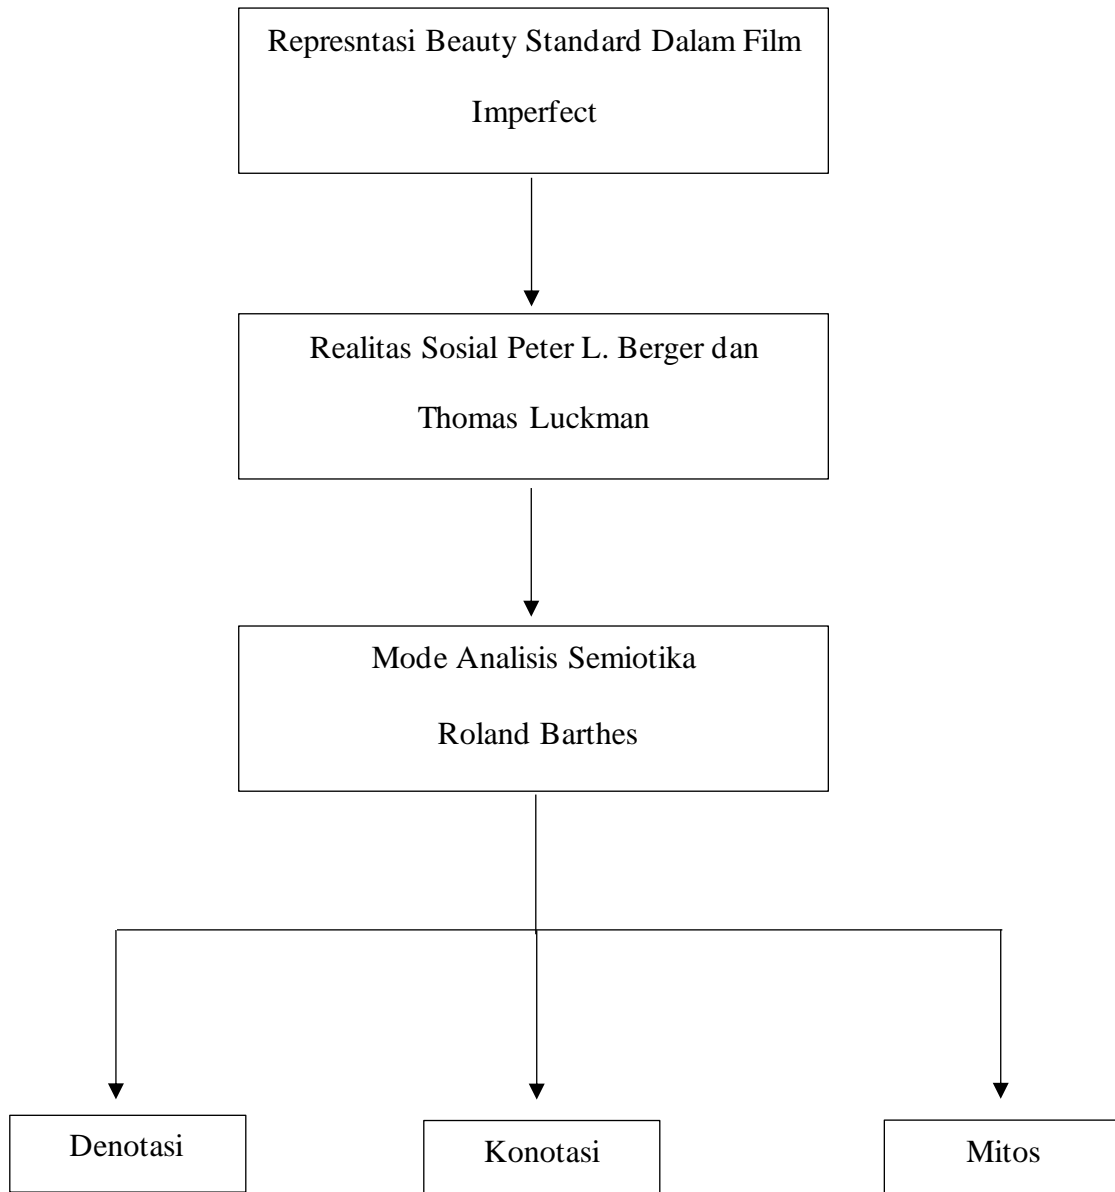 Represntasi Beauty Standard Dalam Film
Imperfect
Realitas Sosial Peter L. Berger dan
Thomas Luckman
Mode Analisis Semiotika
Roland Barthes
Denotasi
Konotasi
Mitos